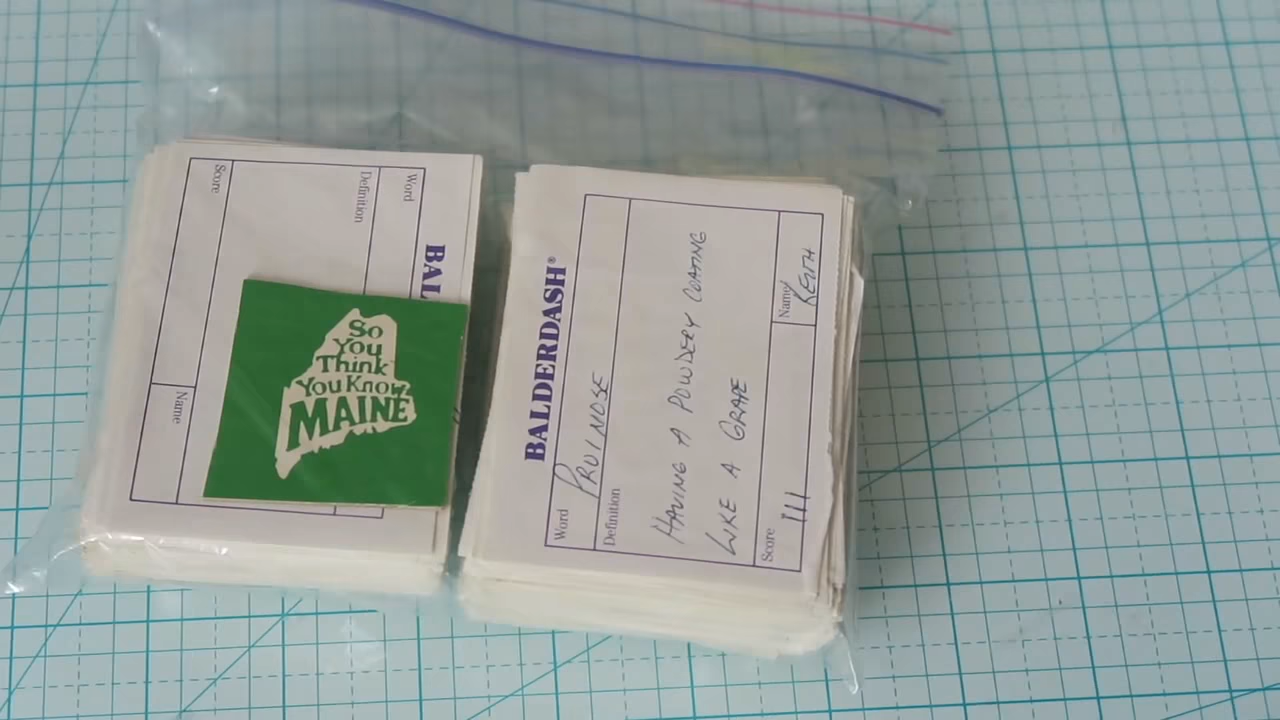 Score
Definition
Word
BAL
Name
So
You
Think
You Know
MAINE
BALDERDASH®
Word
PRUINOSE
Definition
HAVING A POWDERY COATING
LIKE A GRAPE
Score
III
Name
KEITH